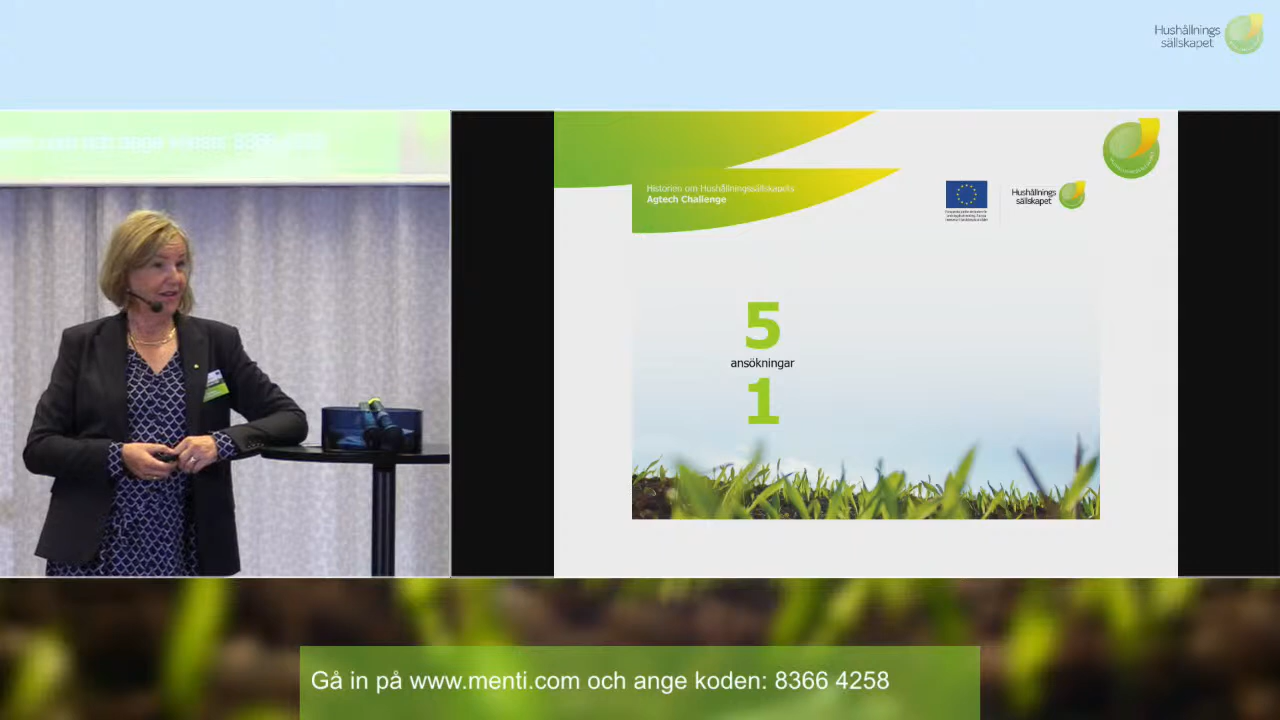 Hushållnings
sällskapet
Historien om Hushållningssällskapets
Agtech Challenge
Hushållnings
sällskapet
5
ansökningar
1
Gå in på www.menti.com och ange koden: 8366 4258